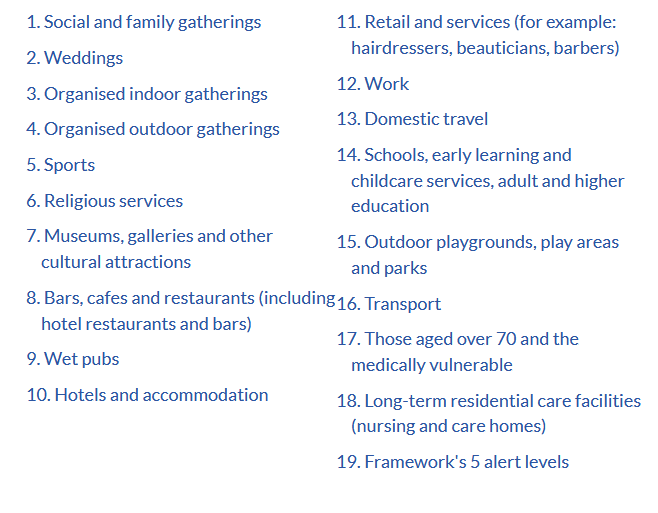 1. Social and family gatherings
2. Weddings
3. Organised indoor gatherings
4. Organised outdoor gatherings
5. Sports
6. Religious services
7. Museums, galleries and other
cultural attractions
8. Bars, cafes and restaurants (including
hotel restaurants and bars)
9. Wet pubs
10. Hotels and accommodation
11. Retail and services (for example:
hairdressers, beauticians, barbers)
12. Work
13. Domestic travel
14. Schools, early learning and
childcare services, adult and higher
education
15. Outdoor playgrounds, play areas
and parks
16. Transport
17. Those aged over 70 and the
medically vulnerable
18. Long-term residential care facilities
(nursing and care homes)
19. Framework's 5 alert levels